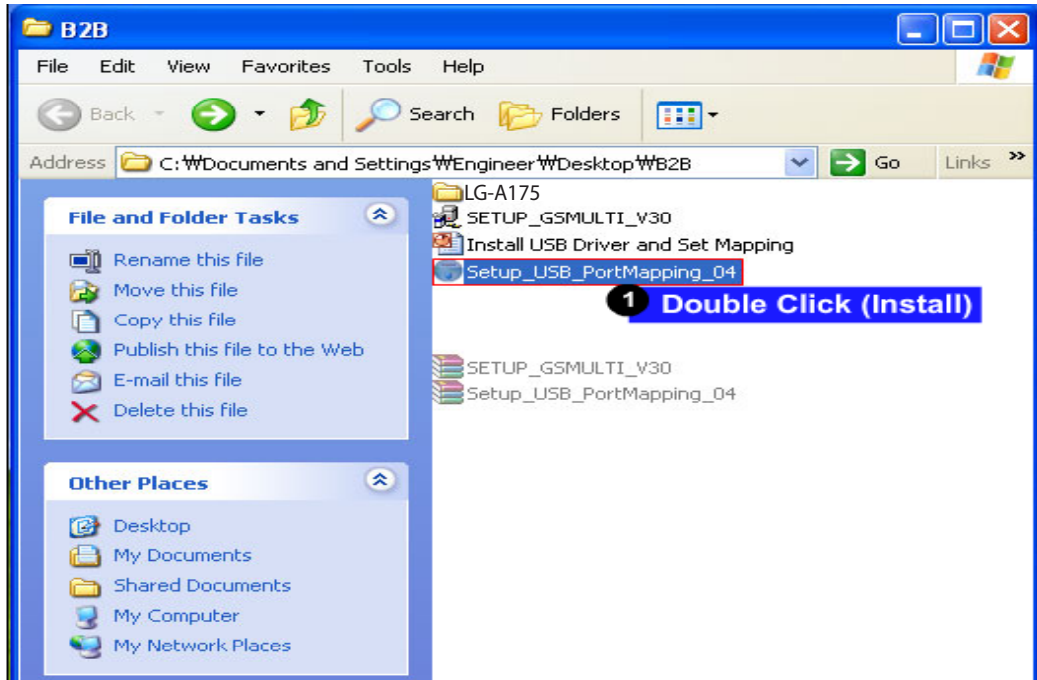 B2B
File Edit View Favorites Tools Help
Back Search Folders
Address C:₩Documents and Settings₩Engineer₩Desktop₩B2B Go Links »
File and Folder Tasks
Rename this file
Move this file
Copy this file
Publish this file to the Web
E-mail this file
Delete this file
Other Places
Desktop
My Documents
Shared Documents
My Computer
My Network Places
LG-A175
SETUP_GSMULTI_V30
Install USB Driver and Set Mapping
Setup_USB_PortMapping_04
1 Double Click (Install)
SETUP_GSMULTI_V30
Setup_USB_PortMapping_04